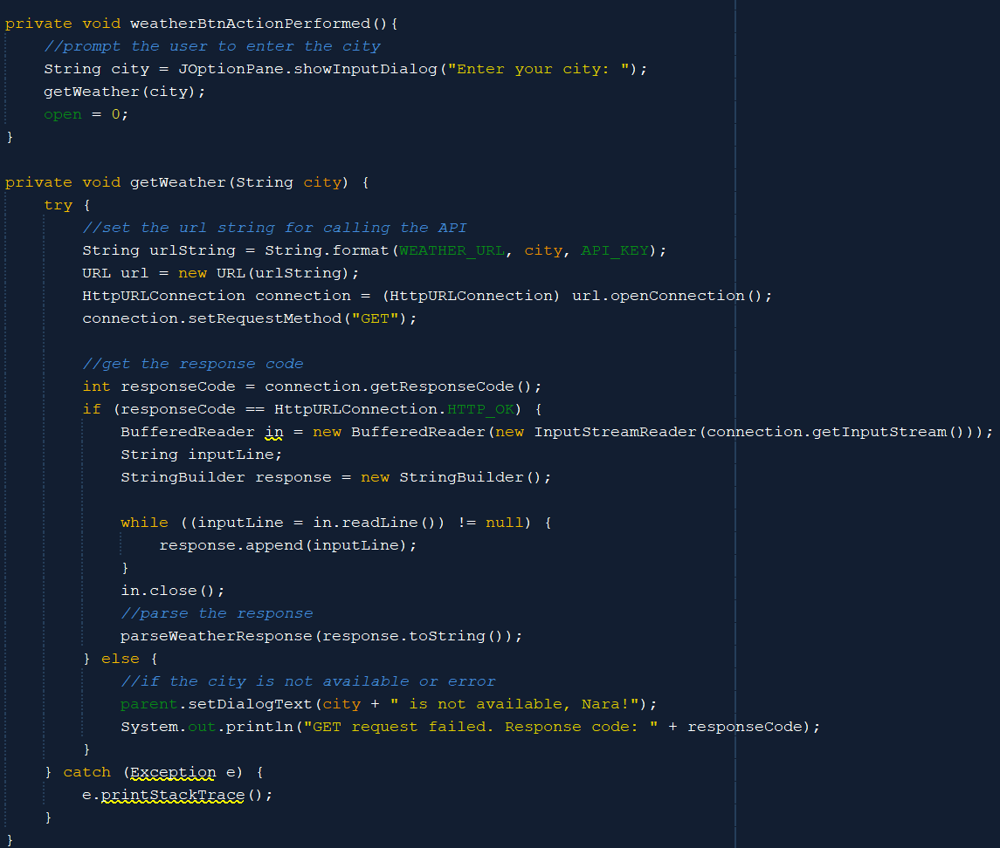 private void weatherBtnActionPerformed(){
    //prompt the user to enter the city
    String city = JOptionPane.showInputDialog("Enter your city: ");
    getWeather(city);
    open = 0;
}

private void getWeather(String city) {
    try {
        //set the url string for calling the API
        String urlString = String.format(WEATHER_URL, city, API_KEY);
        URL url = new URL(urlString);
        HttpURLConnection connection = (HttpURLConnection) url.openConnection();
        connection.setRequestMethod("GET");

        //get the response code
        int responseCode = connection.getResponseCode();
        if (responseCode == HttpURLConnection.HTTP_OK) {
            BufferedReader in = new BufferedReader(new InputStreamReader(connection.getInputStream()));
            String inputLine;
            StringBuilder response = new StringBuilder();

            while ((inputLine = in.readLine()) != null) {
                response.append(inputLine);
            }
            in.close();
            //parse the response
            parseWeatherResponse(response.toString());
        } else {
            //if the city is not available or error
            parent.setDialogText(city + " is not available, Nara!");
            System.out.println("GET request failed. Response code: " + responseCode);
        }
    } catch (Exception e) {
        e.printStackTrace();
    }
}